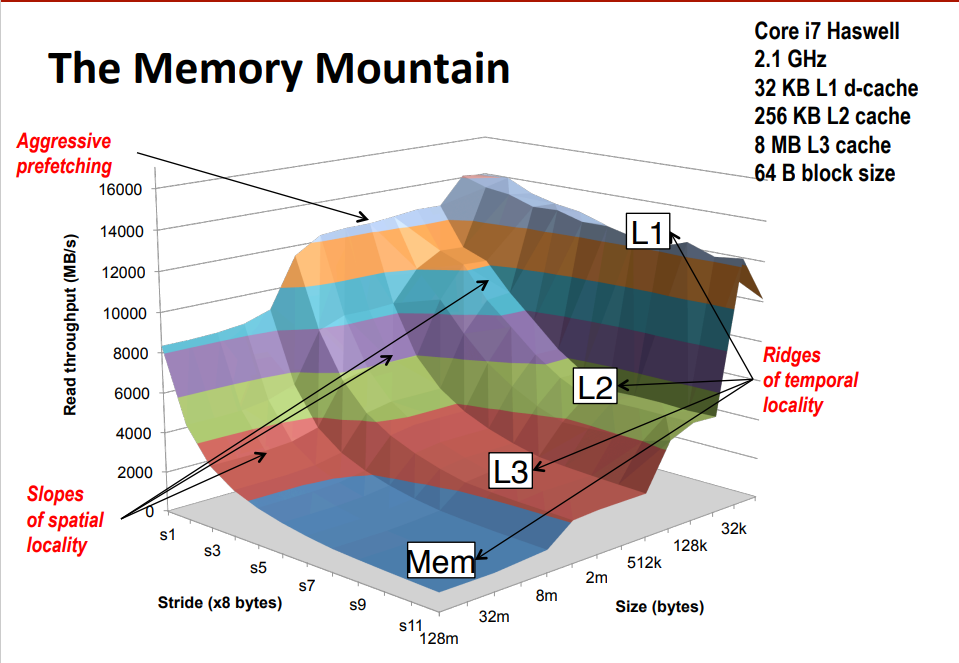 The Memory Mountain
Core i7 Haswell
2.1 GHz
32 KB L1 d-cache
256 KB L2 cache
8 MB L3 cache
64 B block size
Aggressive
prefetching
16000
14000
12000
10000
8000
6000
4000
2000
0
Read throughput (MB/s)
L1
L2
L3
Mem
Ridges
of temporal
locality
Slopes
of spatial
locality
s1
s3
s5
s7
s9
s11
Stride (x8 bytes)
128m
32m
8m
2m
512k
128k
32k
Size (bytes)